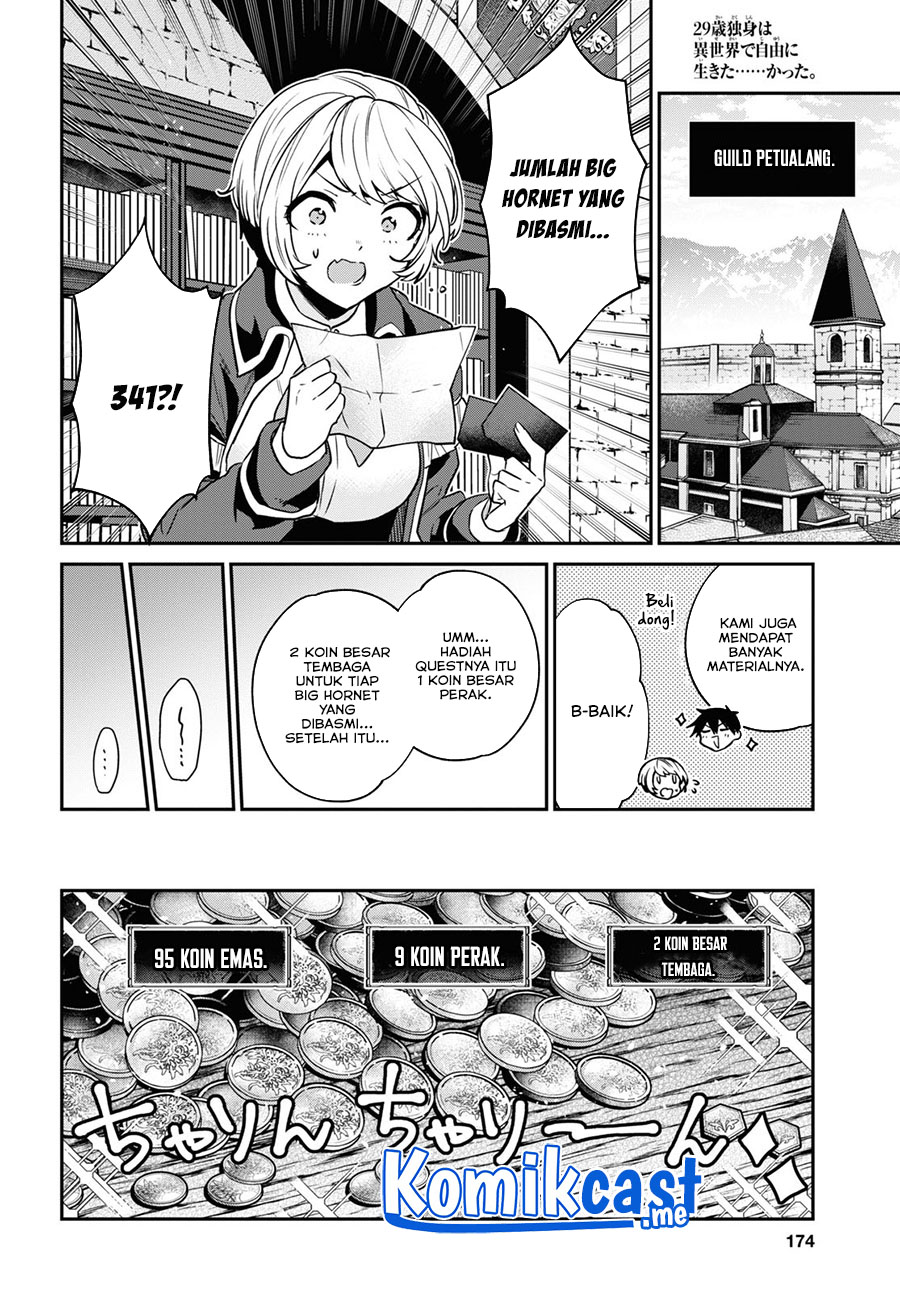 29歳独身は
異世界で自由に
生きた……かった。
GUILD PETUALANG.
JUMLAH BIG
HORNET YANG
DIBASMI...
341?!
KAMI JUGA
MENDAPAT
BANYAK
MATERIALNYA.
Beli
dong!
B-BAIK!
UMM...
HADIAH
QUESTNYA ITU
1 KOIN BESAR
PERAK.
2 KOIN BESAR
TEMBAGA
UNTUK TIAP
BIG HORNET
YANG
DIBASMI...
SETELAH ITU...
95 KOIN EMAS.
9 KOIN PERAK.
2 KOIN BESAR
TEMBAGA.
ちゃりん ちゃりーん
Komikcast
.me
174